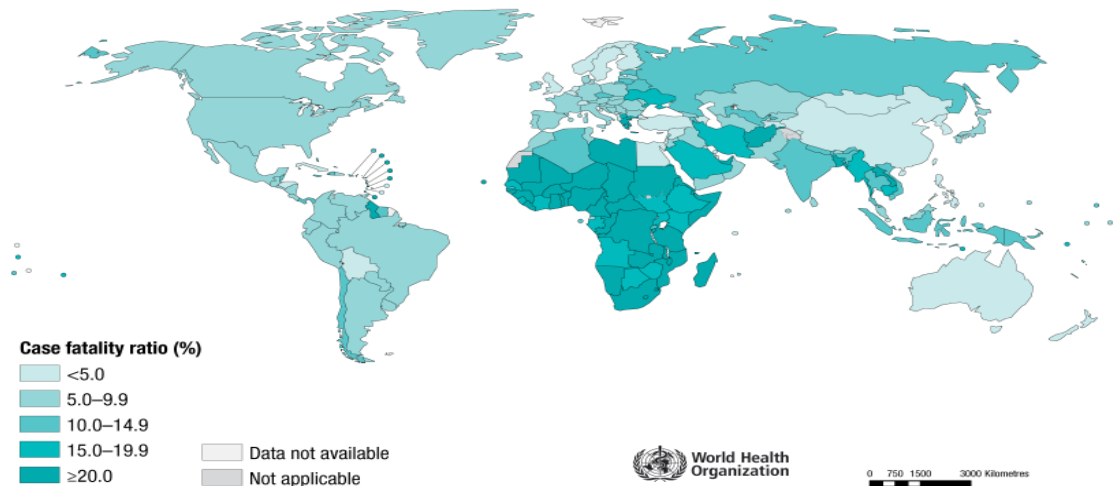 Case fatality ratio (%)
<5.0
5.0–9.9
10.0–14.9
15.0–19.9
≥20.0
Data not available
Not applicable
World Health
Organization
0 750 1500 3000 Kilometres